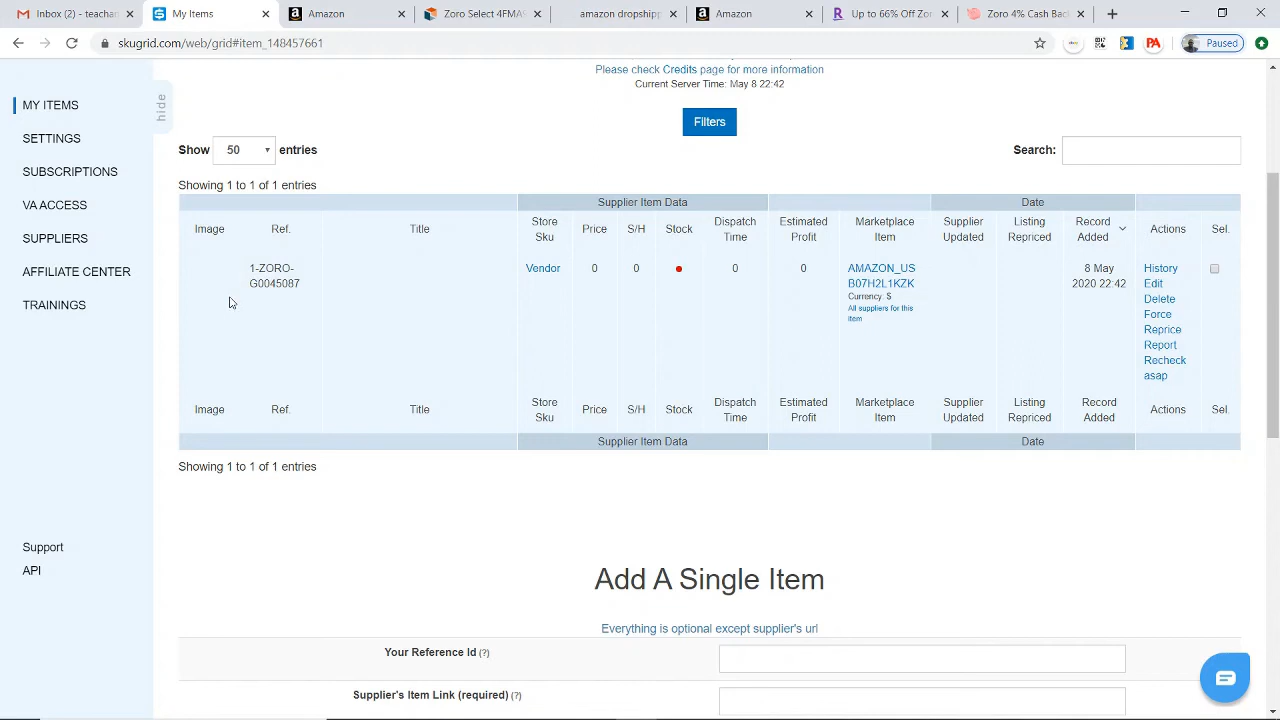 Inbox (2) - teachan
My Items
Amazon
Zoro Select 4FRA9
amazon dropshipp
Amazon
Up to 66% Off Zor
Zoro 4% Cash Back
skugrid.com/web/grid#item_148457661
PA
Paused
MY ITEMS
SETTINGS
SUBSCRIPTIONS
VA ACCESS
SUPPLIERS
AFFILIATE CENTER
TRAININGS
Support
API
hide
Please check Credits page for more information
Current Server Time: May 8 22:42
Filters
Show 50 entries
Search:
Showing 1 to 1 of 1 entries
Supplier Item Data
Date
Image
Ref.
Title
Store Sku
Price
S/H
Stock
Dispatch Time
Estimated Profit
Marketplace Item
Supplier Updated
Listing Repriced
Record Added
Actions
Sel.
1-ZORO-
G0045087
Vendor
0
0
0
0
AMAZON_US
B07H2L1KZK
Currency: $
All suppliers for this
item
8 May
2020 22:42
History
Edit
Delete
Force
Reprice
Report
Recheck
asap
Image
Ref.
Title
Store Sku
Price
S/H
Stock
Dispatch Time
Estimated Profit
Marketplace Item
Supplier Updated
Listing Repriced
Record Added
Actions
Sel.
Supplier Item Data
Date
Showing 1 to 1 of 1 entries
Add A Single Item
Everything is optional except supplier's url
Your Reference Id (?)
Supplier's Item Link (required) (?)